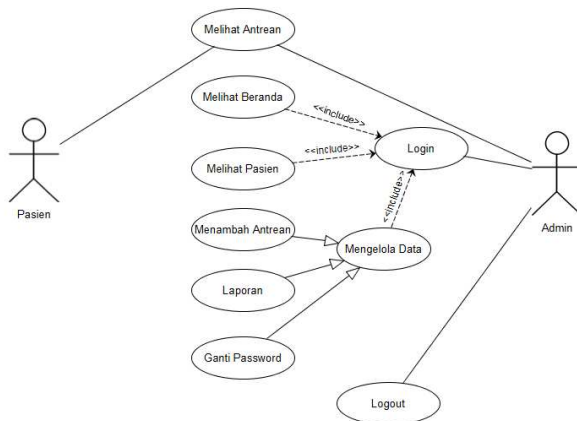 Melihat Antrean
Melihat Beranda
<<include>>
Login
Melihat Pasien
<<include>>
<<include>>
Pasien
Admin
Menambah Antrean
Mengelola Data
Laporan
Ganti Password
Logout